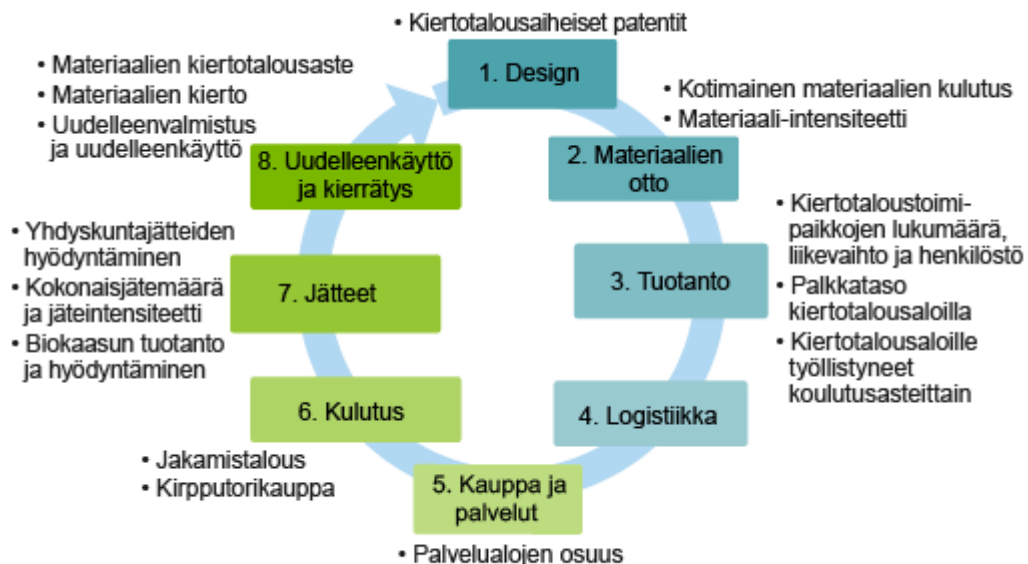 • Kiertotalousaiheiset patentit
1. Design
• Kotimainen materiaalien kulutus
• Materiaali-intensiteetti
2. Materiaalien
otto
• Kiertotaloustoimi-
paikkojen lukumäärä,
liikevaihto ja henkilöstö
• Palkkataso
kiertotalousaloilla
• Kiertotalousaloille
työllistyneet
koulutusasteittain
3. Tuotanto
4. Logistiikka
5. Kauppa ja
palvelut
• Palvelualojen osuus
6. Kulutus
• Jakamistalous
• Kirpputorikauppa
7. Jätteet
• Yhdyskuntajätteiden
hyödyntäminen
• Kokonaisjätemäärä
ja jäteintensiteetti
• Biokaasun tuotanto
ja hyödyntäminen
8. Uudelleenkäyttö
ja kierrätys
• Materiaalien kiertotalousaste
• Materiaalien kierto
• Uudelleenvalmistus
ja uudelleenkäyttö